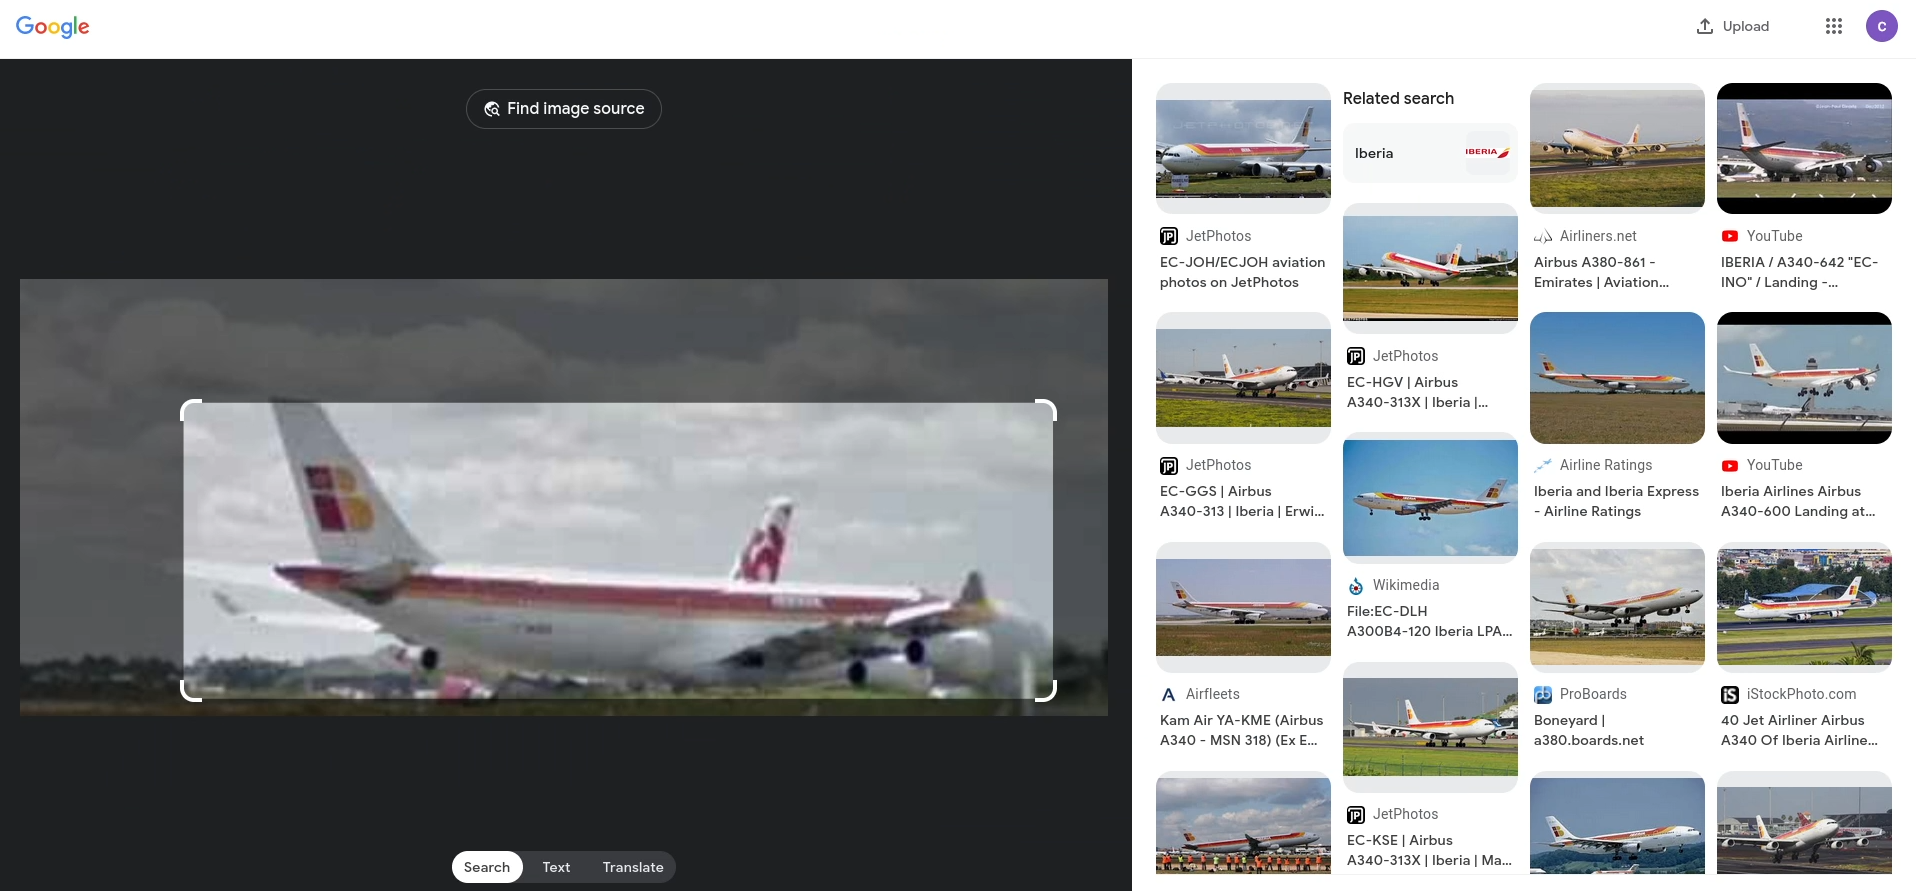 Google
Upload
C
Find image source
Search
Text
Translate
JetPhotos
EC-JOH/ECJOH aviation
photos on JetPhotos
JetPhotos
EC-GGS | Airbus
A340-313 | Iberia | Erwi...
Airfleets
Kam Air YA-KME (Airbus
A340 - MSN 318) (Ex E...
Related search
Iberia
IBERIA
JetPhotos
EC-HGV | Airbus
A340-313X | Iberia |...
Wikimedia
File:EC-DLH
A300B4-120 Iberia LPA...
JetPhotos
EC-KSE | Airbus
A340-313X | Iberia | Ma...
Airliners.net
Airbus A380-861 -
Emirates | Aviation...
Airline Ratings
Iberia and Iberia Express
- Airline Ratings
ProBoards
Boneyard |
a380.boards.net
YouTube
IBERIA / A340-642 "EC-
INO" / Landing -...
YouTube
Iberia Airlines Airbus
A340-600 Landing at...
iStockPhoto.com
40 Jet Airliner Airbus
A340 Of Iberia Airline...